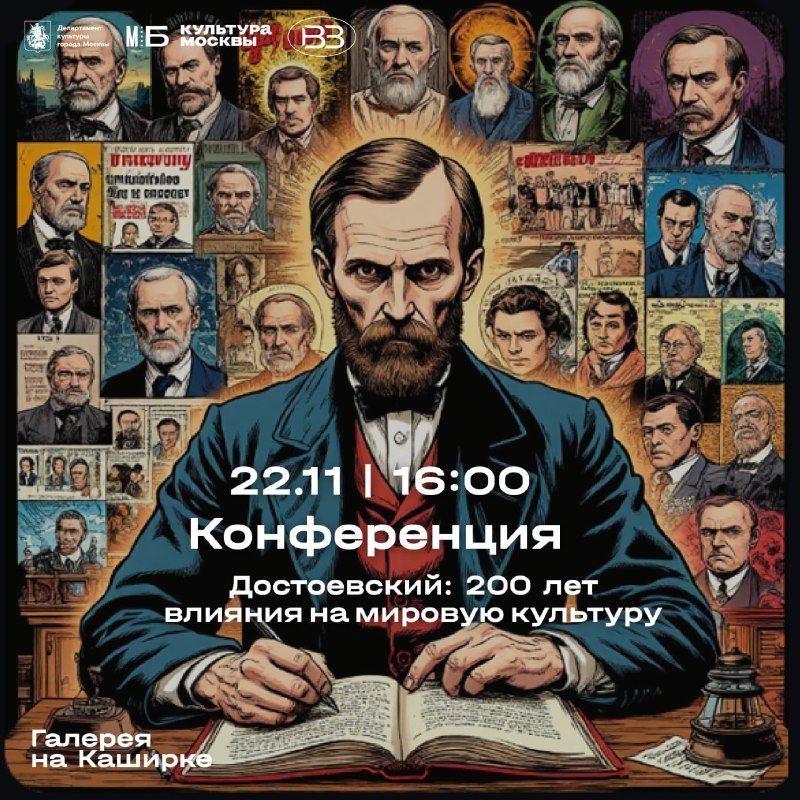 Департамент
культуры
города Москвы
М Б
КУЛЬТУРА
МОСКВЫ
ВЗ
22.11 | 16:00
Конференция
Достоевский: 200 лет
влияния на мировую культуру
Галерея
на Каширке